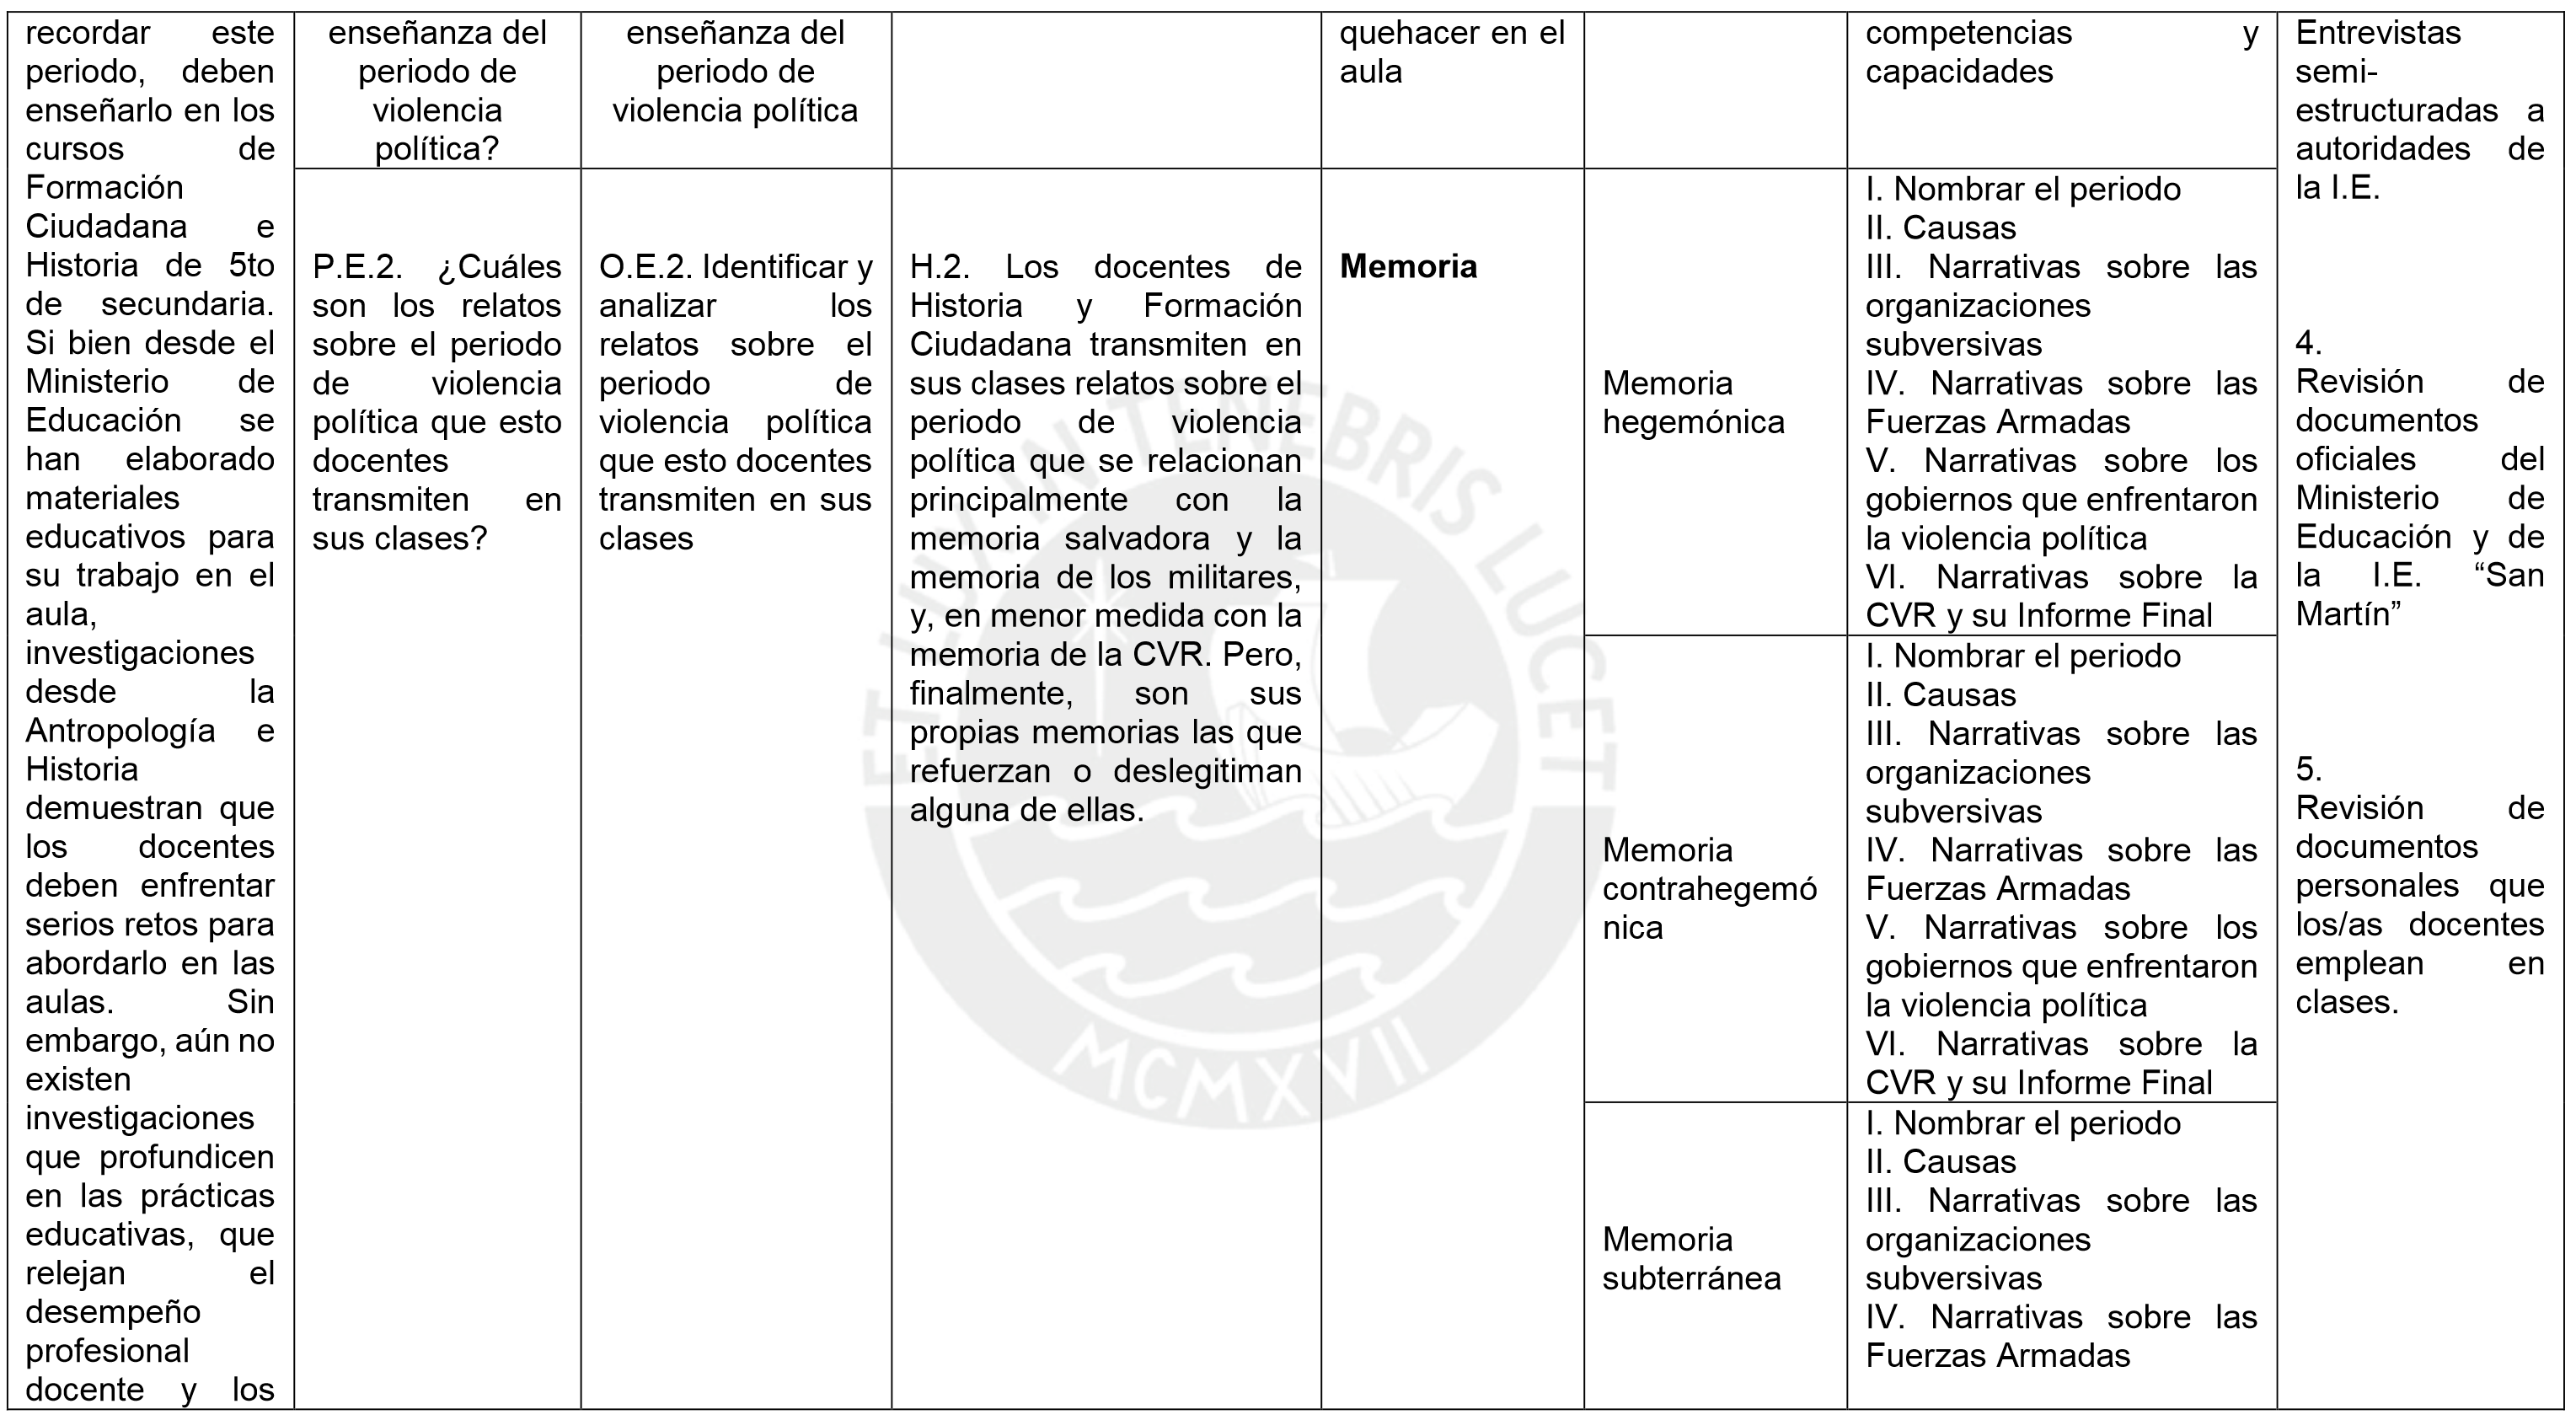 recordar este
periodo, deben
enseñarlo en los
cursos de
Formación
Ciudadana e
Historia de 5to
de secundaria.
Si bien desde el
Ministerio de
Educación se
han elaborado
materiales
educativos para
su trabajo en el
aula,
investigaciones
desde la
Antropología e
Historia
demuestran que
los docentes
deben enfrentar
serios retos para
abordarlo en las
aulas. Sin
embargo, aún no
existen
investigaciones
que profundicen
en las prácticas
educativas, que
relejan el
desempeño
profesional
docente y los
enseñanza del
periodo de
violencia
política?
enseñanza del
periodo de
violencia política
quehacer en el
aula
competencias y
capacidades
P.E.2. ¿Cuáles
son los relatos
sobre el periodo
de violencia
política que esto
docentes
transmiten en
sus clases?
O.E.2. Identificar y
analizar los
relatos sobre el
periodo de
violencia política
que esto docentes
transmiten en sus
clases
H.2. Los docentes de
Historia y Formación
Ciudadana transmiten en
sus clases relatos sobre el
periodo de violencia
política que se relacionan
principalmente con la
memoria salvadora y la
memoria de los militares,
y, en menor medida con la
memoria de la CVR. Pero,
finalmente, son sus
propias memorias las que
refuerzan o deslegitiman
alguna de ellas.
Memoria
Memoria
hegemónica
I. Nombrar el periodo
II. Causas
III. Narrativas sobre las
organizaciones
subversivas
IV. Narrativas sobre las
Fuerzas Armadas
V. Narrativas sobre los
gobiernos que enfrentaron
la violencia política
VI. Narrativas sobre la
CVR y su Informe Final
Memoria
contrahegemó
nica
I. Nombrar el periodo
II. Causas
III. Narrativas sobre las
organizaciones
subversivas
IV. Narrativas sobre las
Fuerzas Armadas
V. Narrativas sobre los
gobiernos que enfrentaron
la violencia política
VI. Narrativas sobre la
CVR y su Informe Final
Memoria
subterránea
I. Nombrar el periodo
II. Causas
III. Narrativas sobre las
organizaciones
subversivas
IV. Narrativas sobre las
Fuerzas Armadas
Entrevistas
semi-
estructuradas a
autoridades de
la I.E.
4.
Revisión de
documentos
oficiales del
Ministerio de
Educación y de
la I.E. “San
Martín”
5.
Revisión de
documentos
personales que
los/as docentes
emplean en
clases.
ET LUX IN TENEBRIS LUCET
MCMXVII